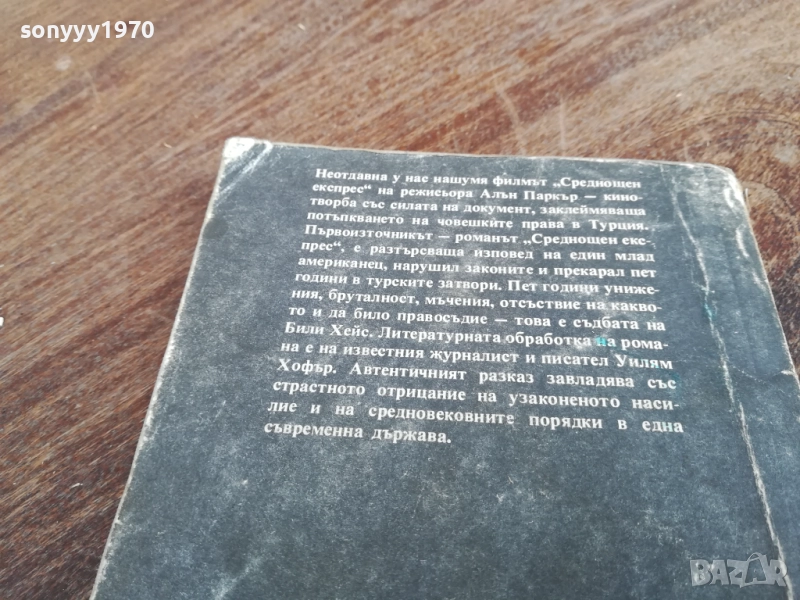 sonyyy1970
Неотдавна у нас нашумя филмът „Среднощен
експрес“ на режисьора Алън Паркър — кино-
творба със силата на документ, заклеймяваща
потъпкването на човешките права в Турция.
Първоизточникът — романът „Среднощен екс-
прес“, е разтърсваща изповед на един млад
американец, нарушил законите и прекарал пет
години в турските затвори. Пет години униже-
ния, бруталност, мъчения, отсъствие на какво-
то и да било правосъдие — това е съдбата на
Били Хейс. Литературната обработка на рома-
на е на известния журналист и писател Уилям
Хофър. Автентичният разказ завладява със
страстното отрицание на узаконеното наси-
лие и на средновековните порядки в една
съвременна държава.
BAZAR